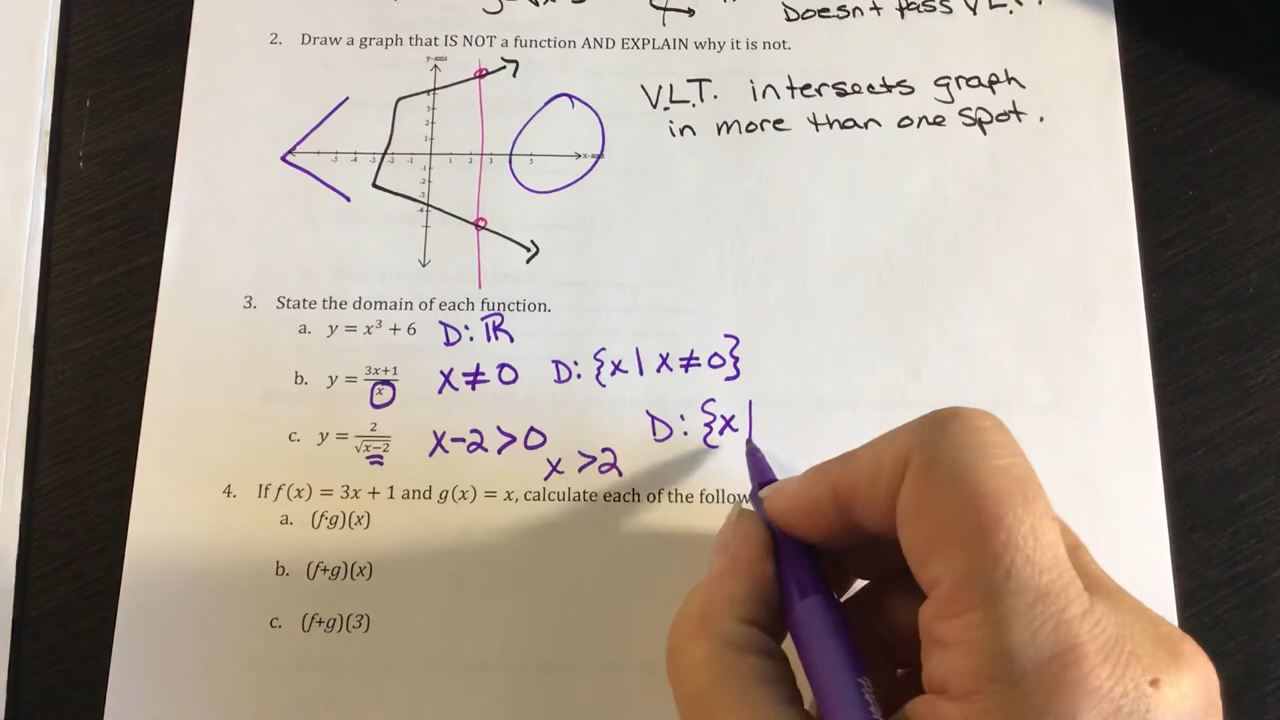 Doesn't pass
2. Draw a graph that IS NOT a function AND EXPLAIN why it is not.
y-axis
V.L.T. intersects graph
in more than one spot.
x-axis
3. State the domain of each function.
a. y = x³ + 6 D: ℝ
b. y = (3x+1)/x x ≠ 0 D: {x | x ≠ 0}
c. y = 2/√(x−2) x-2 > 0 x > 2 D: {x |
4. If f(x) = 3x + 1 and g(x) = x, calculate each of the
a. (f·g)(x)
b. (f+g)(x)
c. (f+g)(3)